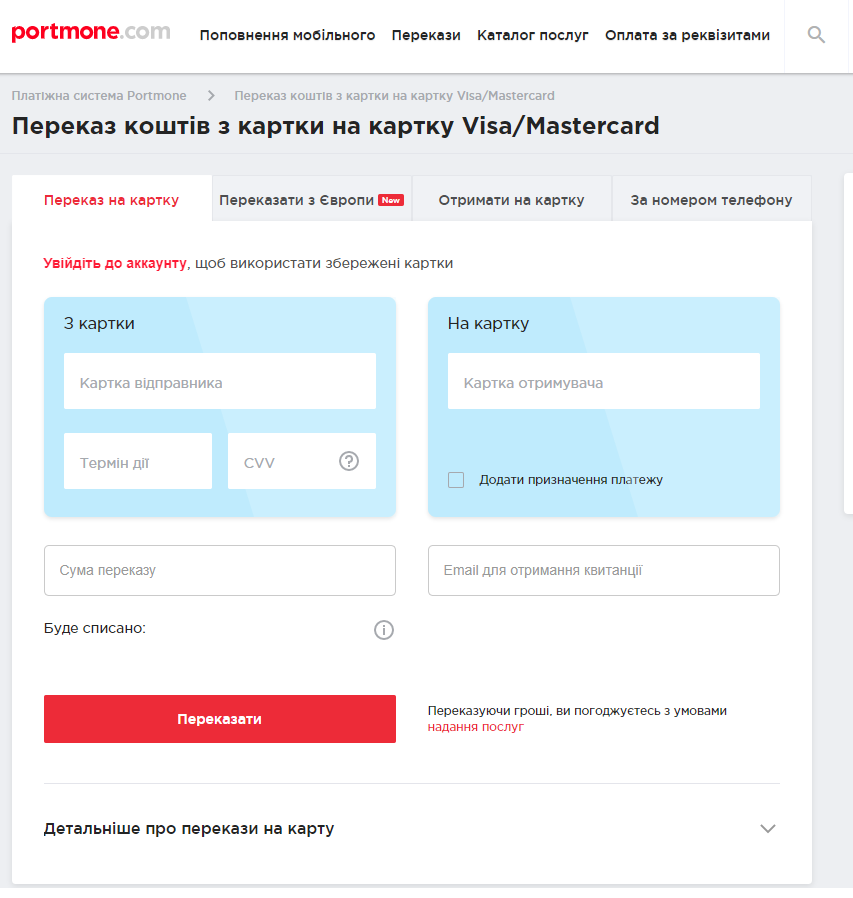 portmone.com
Поповнення мобільного Перекази Каталог послуг Оплата за реквізитами
Платіжна система Portmone Переказ коштів з картки на картку Visa/Mastercard
Переказ коштів з картки на картку Visa/Mastercard
Переказ на картку
Переказати з Європи New
Отримати на картку
За номером телефону
Увійдіть до аккаунту, щоб використати збережені картки
З картки
Картка відправника
Термін дії
CVV
На картку
Картка отримувача
Додати призначення платежу
Сума переказу
Email для отримання квитанції
Буде списано:
Переказати
Переказуючи гроші, ви погоджуєтесь з умовами
надання послуг
Детальніше про перекази на карту